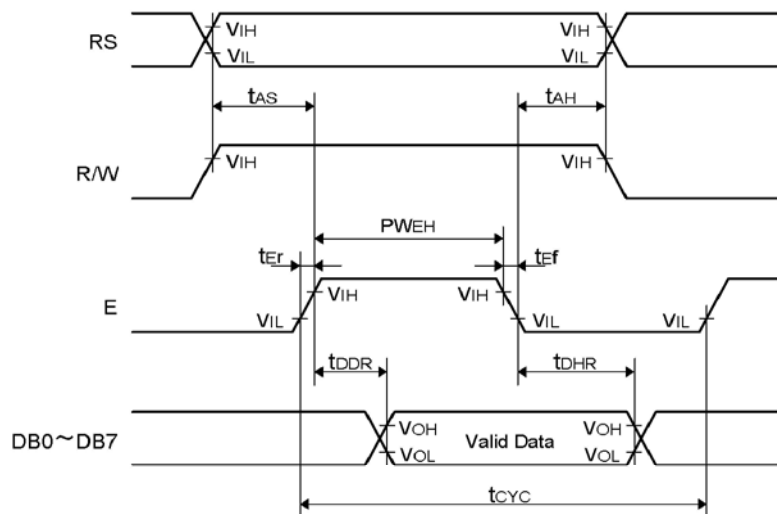 RS VIH VIH
VIL VIL
tAS tAH
R/W VIH VIH
PWEH
tEr tEf
E VIH VIH
VIL VIL VIL
tDDR tDHR
DB0～DB7 VOH Valid Data VOH
VOL VOL
tCYC